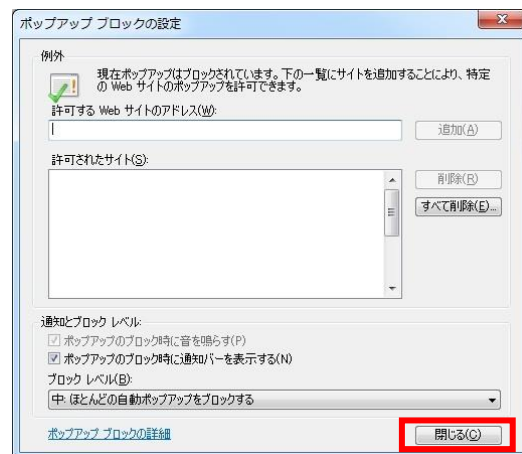 ポップアップ ブロックの設定
例外
現在ポップアップはブロックされています。下の一覧にサイトを追加することにより、特定
の Web サイトのポップアップを許可できます。
許可する Web サイトのアドレス(W):
追加(A)
許可されたサイト(S):
削除(R)
すべて削除(E)...
通知とブロック レベル:
ポップアップのブロック時に音を鳴らす(P)
ポップアップのブロック時に通知バーを表示する(N)
ブロック レベル(B):
中: ほとんどの自動ポップアップをブロックする
ポップアップ ブロックの詳細
閉じる(C)